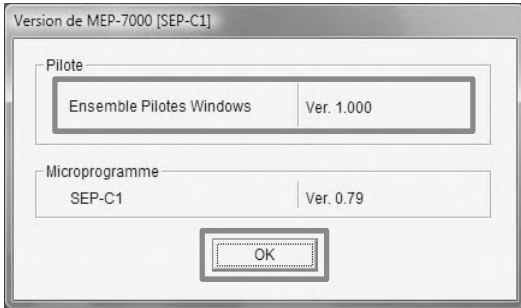 Version de MEP-7000 [SEP-C1]
Pilote
Ensemble Pilotes Windows Ver. 1.000
Microprogramme
SEP-C1 Ver. 0.79
OK